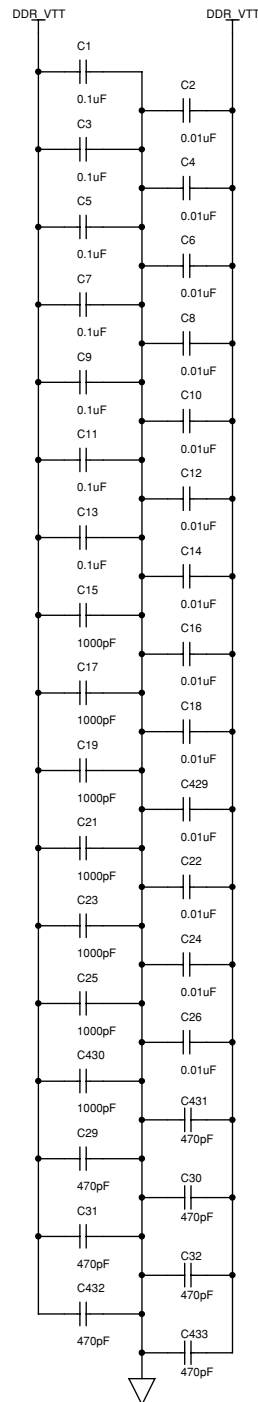 DDR_VTT
DDR_VTT
C1
0.1uF
C2
0.01uF
C3
0.1uF
C4
0.01uF
C5
0.1uF
C6
0.01uF
C7
0.1uF
C8
0.01uF
C9
0.1uF
C10
0.01uF
C11
0.1uF
C12
0.01uF
C13
0.1uF
C14
0.01uF
C15
1000pF
C16
0.01uF
C17
1000pF
C18
0.01uF
C19
1000pF
C429
0.01uF
C21
1000pF
C22
0.01uF
C23
1000pF
C24
0.01uF
C25
1000pF
C26
0.01uF
C430
1000pF
C431
470pF
C29
470pF
C30
470pF
C31
470pF
C32
470pF
C432
470pF
C433
470pF